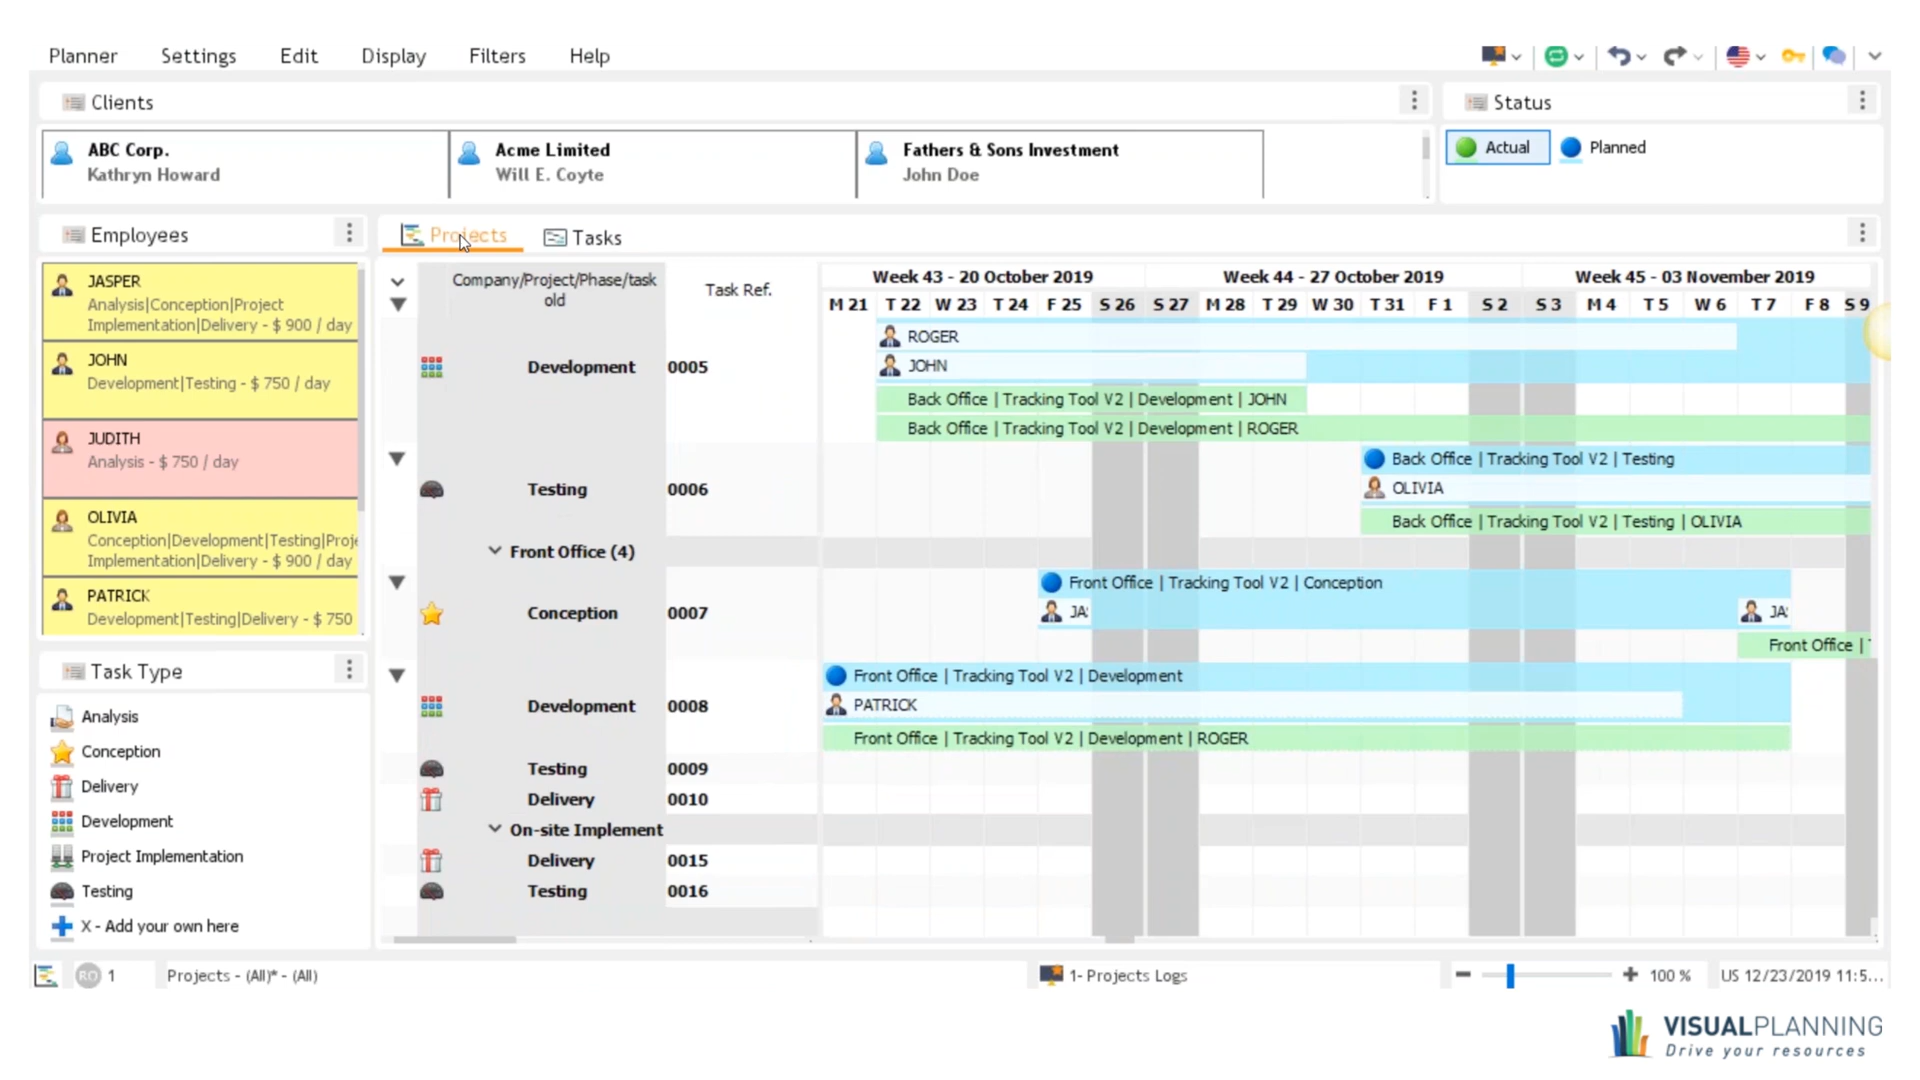 Planner Settings Edit Display Filters Help
Clients
ABC Corp.
Kathryn Howard
Acme Limited
Will E. Coyte
Fathers & Sons Investment
John Doe
Status
Actual
Planned
Employees
JASPER
Analysis|Conception|Project
Implementation|Delivery - $ 900 / day
JOHN
Development|Testing - $ 750 / day
JUDITH
Analysis - $ 750 / day
OLIVIA
Conception|Development|Testing|Proje
Implementation|Delivery - $ 900 / day
PATRICK
Development|Testing|Delivery - $ 750
Task Type
Analysis
Conception
Delivery
Development
Project Implementation
Testing
X - Add your own here
Projects
Tasks
Company/Project/Phase/task
old
Task Ref.
Week 43 - 20 October 2019
Week 44 - 27 October 2019
Week 45 - 03 November 2019
M 21 T 22 W 23 T 24 F 25 S 26 S 27 M 28 T 29 W 30 T 31 F 1 S 2 S 3 M 4 T 5 W 6 T 7 F 8 S 9
ROGER
Development 0005
JOHN
Back Office | Tracking Tool V2 | Development | JOHN
Back Office | Tracking Tool V2 | Development | ROGER
Back Office | Tracking Tool V2 | Testing
Testing 0006
OLIVIA
Back Office | Tracking Tool V2 | Testing | OLIVIA
Front Office (4)
Front Office | Tracking Tool V2 | Conception
Conception 0007
JA
JA
Front Office |
Front Office | Tracking Tool V2 | Development
Development 0008
PATRICK
Front Office | Tracking Tool V2 | Development | ROGER
Testing 0009
Delivery 0010
On-site Implement
Delivery 0015
Testing 0016
RO 1
Projects - (All)* - (All)
1- Projects Logs
100 %
US 12/23/2019 11:5...
VISUALPLANNING
Drive your resources